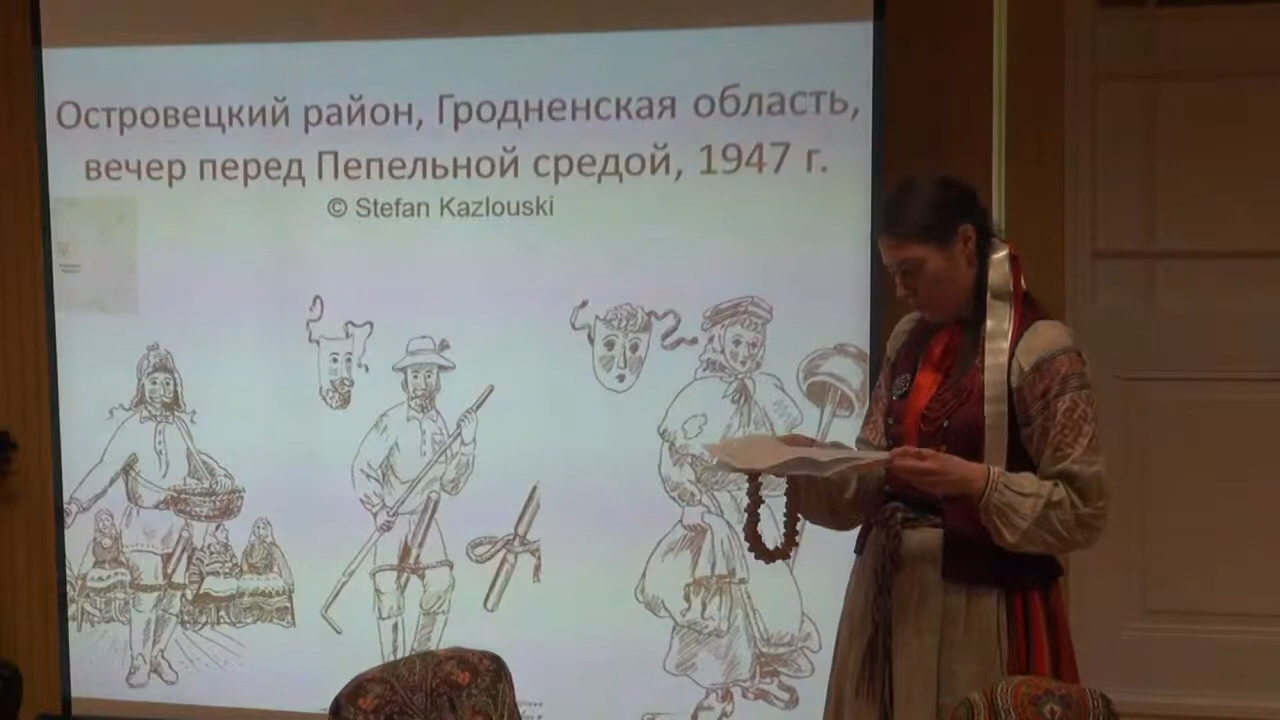 Островецкий район, Гродненская область,
вечер перед Пепельной средой, 1947 г.
© Stefan Kazlouski